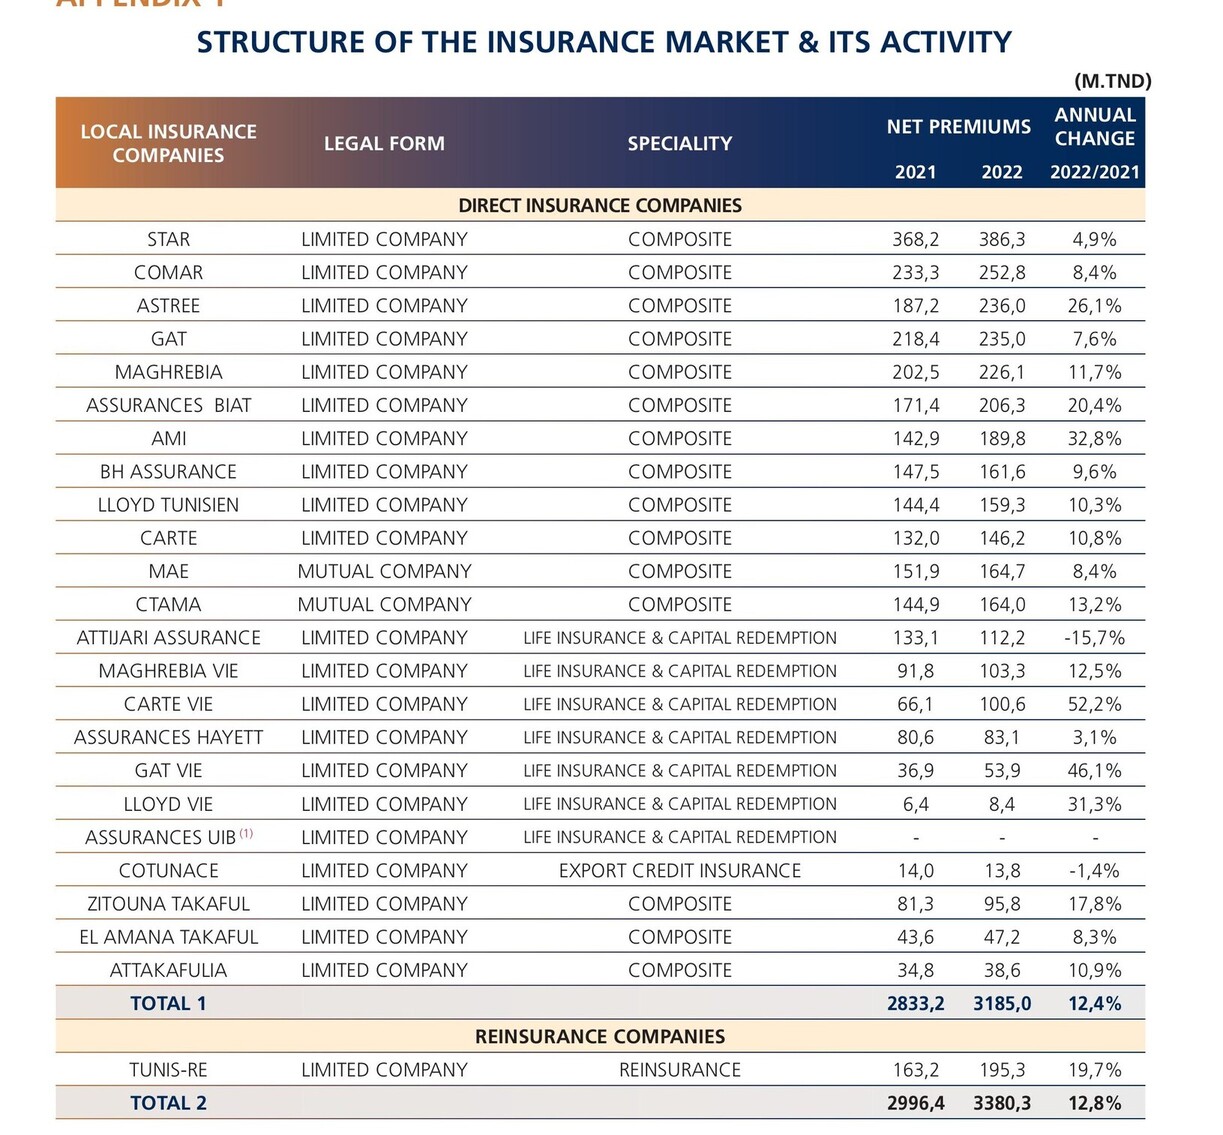 APPENDIX 1
STRUCTURE OF THE INSURANCE MARKET & ITS ACTIVITY
(M.TND)
LOCAL INSURANCE COMPANIES LEGAL FORM SPECIALITY NET PREMIUMS ANNUAL CHANGE
2021 2022 2022/2021
DIRECT INSURANCE COMPANIES
STAR LIMITED COMPANY COMPOSITE 368,2 386,3 4,9%
COMAR LIMITED COMPANY COMPOSITE 233,3 252,8 8,4%
ASTREE LIMITED COMPANY COMPOSITE 187,2 236,0 26,1%
GAT LIMITED COMPANY COMPOSITE 218,4 235,0 7,6%
MAGHREBIA LIMITED COMPANY COMPOSITE 202,5 226,1 11,7%
ASSURANCES BIAT LIMITED COMPANY COMPOSITE 171,4 206,3 20,4%
AMI LIMITED COMPANY COMPOSITE 142,9 189,8 32,8%
BH ASSURANCE LIMITED COMPANY COMPOSITE 147,5 161,6 9,6%
LLOYD TUNISIEN LIMITED COMPANY COMPOSITE 144,4 159,3 10,3%
CARTE LIMITED COMPANY COMPOSITE 132,0 146,2 10,8%
MAE MUTUAL COMPANY COMPOSITE 151,9 164,7 8,4%
CTAMA MUTUAL COMPANY COMPOSITE 144,9 164,0 13,2%
ATTIJARI ASSURANCE LIMITED COMPANY LIFE INSURANCE & CAPITAL REDEMPTION 133,1 112,2 -15,7%
MAGHREBIA VIE LIMITED COMPANY LIFE INSURANCE & CAPITAL REDEMPTION 91,8 103,3 12,5%
CARTE VIE LIMITED COMPANY LIFE INSURANCE & CAPITAL REDEMPTION 66,1 100,6 52,2%
ASSURANCES HAYETT LIMITED COMPANY LIFE INSURANCE & CAPITAL REDEMPTION 80,6 83,1 3,1%
GAT VIE LIMITED COMPANY LIFE INSURANCE & CAPITAL REDEMPTION 36,9 53,9 46,1%
LLOYD VIE LIMITED COMPANY LIFE INSURANCE & CAPITAL REDEMPTION 6,4 8,4 31,3%
ASSURANCES UIB (1) LIMITED COMPANY LIFE INSURANCE & CAPITAL REDEMPTION - - -
COTUNACE LIMITED COMPANY EXPORT CREDIT INSURANCE 14,0 13,8 -1,4%
ZITOUNA TAKAFUL LIMITED COMPANY COMPOSITE 81,3 95,8 17,8%
EL AMANA TAKAFUL LIMITED COMPANY COMPOSITE 43,6 47,2 8,3%
ATTAKAFULIA LIMITED COMPANY COMPOSITE 34,8 38,6 10,9%
TOTAL 1 2833,2 3185,0 12,4%
REINSURANCE COMPANIES
TUNIS-RE LIMITED COMPANY REINSURANCE 163,2 195,3 19,7%
TOTAL 2 2996,4 3380,3 12,8%